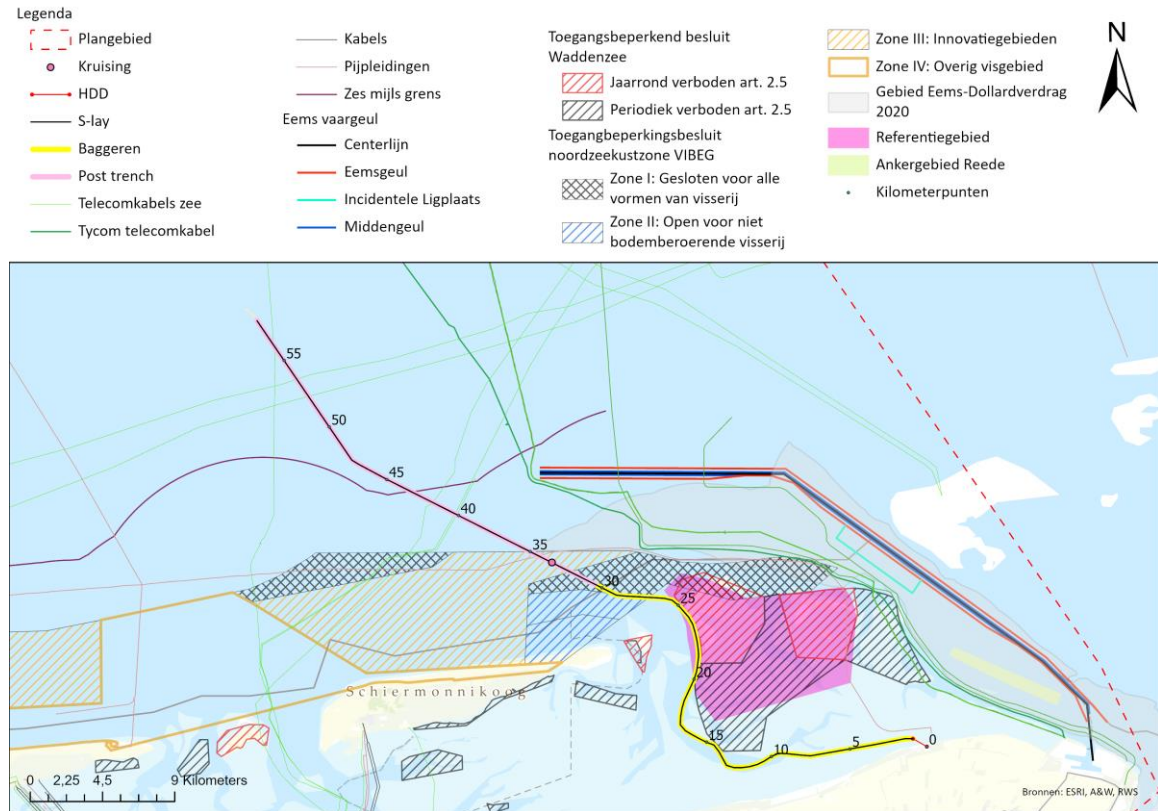 Legenda
Plangebied
Kruising
HDD
S-lay
Baggeren
Post trench
Telecomkabels zee
Tycom telecomkabel
Kabels
Pijpleidingen
Zes mijls grens
Eems vaargeul
Centerlijn
Eemsgeul
Incidentele Ligplaats
Middengeul
Toegangsbeperkend besluit
Waddenzee
Jaarrond verboden art. 2.5
Periodiek verboden art. 2.5
Toegangbeperkingsbesluit
noordzeekustzone VIBEG
Zone I: Gesloten voor alle
vormen van visserij
Zone II: Open voor niet
bodemberoerende visserij
Zone III: Innovatiegebieden
Zone IV: Overig visgebied
Gebied Eems-Dollardverdrag
2020
Referentiegebied
Ankergebied Reede
Kilometerpunten
N
55
50
45
40
35
30
25
20
15
10
5
0
Schiermonnikoog
0 2,25 4,5 9 Kilometers
Bronnen: ESRI, A&W, RWS